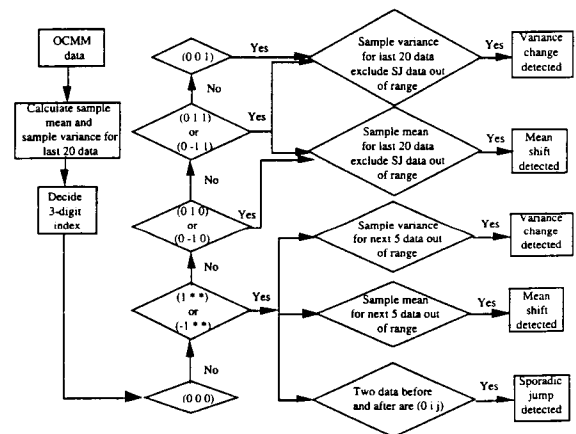 OCMM
data
Calculate sample
mean and
sample variance for
last 20 data
Decide
3-digit
index
(0 0 1)
Yes
No
(0 1 1)
or
(0 -1 1)
Yes
No
(0 1 0)
or
(0 -1 0)
Yes
No
(1 * *)
or
(-1 * *)
Yes
No
(0 0 0)
Sample variance
for last 20 data
exclude SJ data out
of range
Yes
Variance
change
detected
Sample mean
for last 20 data
exclude SJ data out
of range
Yes
Mean
shift
detected
Sample variance
for next 5 data out
of range
Yes
Variance
change
detected
Sample mean
for next 5 data out
of range
Yes
Mean
shift
detected
Two data before
and after are (0 i j)
Yes
Sporadic
jump
detected